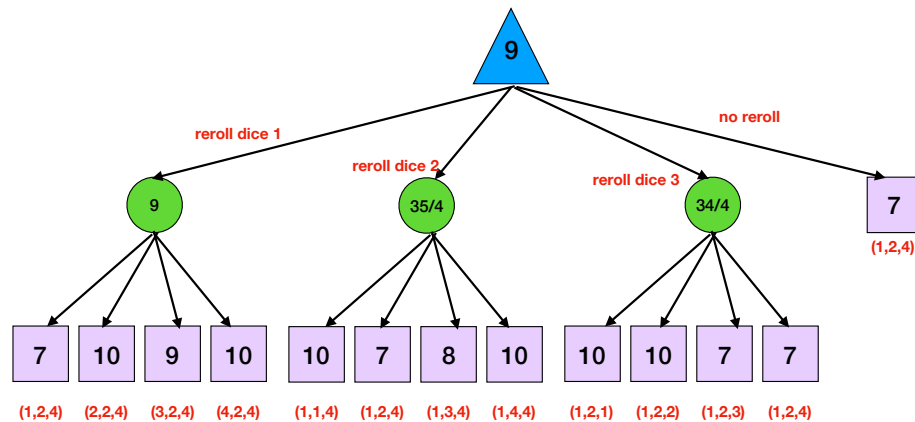 9
reroll dice 1
reroll dice 2
reroll dice 3
no reroll
9
35/4
34/4
7
(1,2,4)
7 10 9 10 10 7 8 10 10 10 7 7
(1,2,4) (2,2,4) (3,2,4) (4,2,4) (1,1,4) (1,2,4) (1,3,4) (1,4,4) (1,2,1) (1,2,2) (1,2,3) (1,2,4)